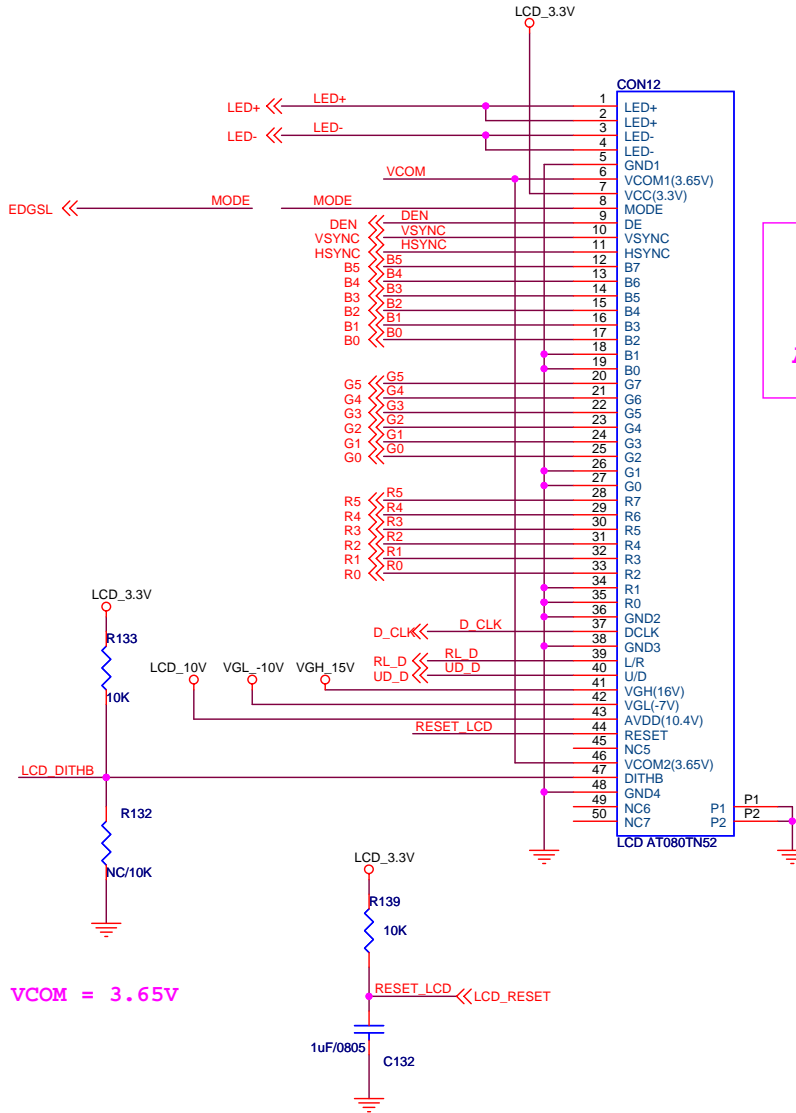 LCD_3.3V
CON12
LED+ LED+ 1 LED+
2 LED+
LED- LED- 3 LED-
4 LED-
5 GND1
VCOM 6 VCOM1(3.65V)
7 VCC(3.3V)
EDGSL MODE MODE 8 MODE
DEN DEN 9 DE
VSYNC VSYNC 10 VSYNC
HSYNC HSYNC 11 HSYNC
B5 B5 12 B7
B4 B4 13 B6
B3 B3 14 B5
B2 B2 15 B4
B1 B1 16 B3
B0 B0 17 B2
18 B1
19 B0
G5 G5 20 G7
G4 G4 21 G6
G3 G3 22 G5
G2 G2 23 G4
G1 G1 24 G3
G0 G0 25 G2
26 G1
27 G0
R5 R5 28 R7
R4 R4 29 R6
R3 R3 30 R5
R2 R2 31 R4
R1 R1 32 R3
R0 R0 33 R2
34 R1
35 R0
36 GND2
D_CLK D_CLK 37 DCLK
38 GND3
RL_D RL_D 39 L/R
UD_D UD_D 40 U/D
41 VGH(16V)
42 VGL(-7V)
43 AVDD(10.4V)
RESET_LCD 44 RESET
45 NC5
46 VCOM2(3.65V)
LCD_DITHB 47 DITHB
48 GND4
49 NC6 P1 P1
50 NC7 P2 P2
LCD AT080TN52
LCD_3.3V
R133
10K
LCD_10V VGL_-10V VGH_15V
R132
NC/10K
LCD_3.3V
R139
10K
VCOM = 3.65V
RESET_LCD LCD_RESET
1uF/0805
C132